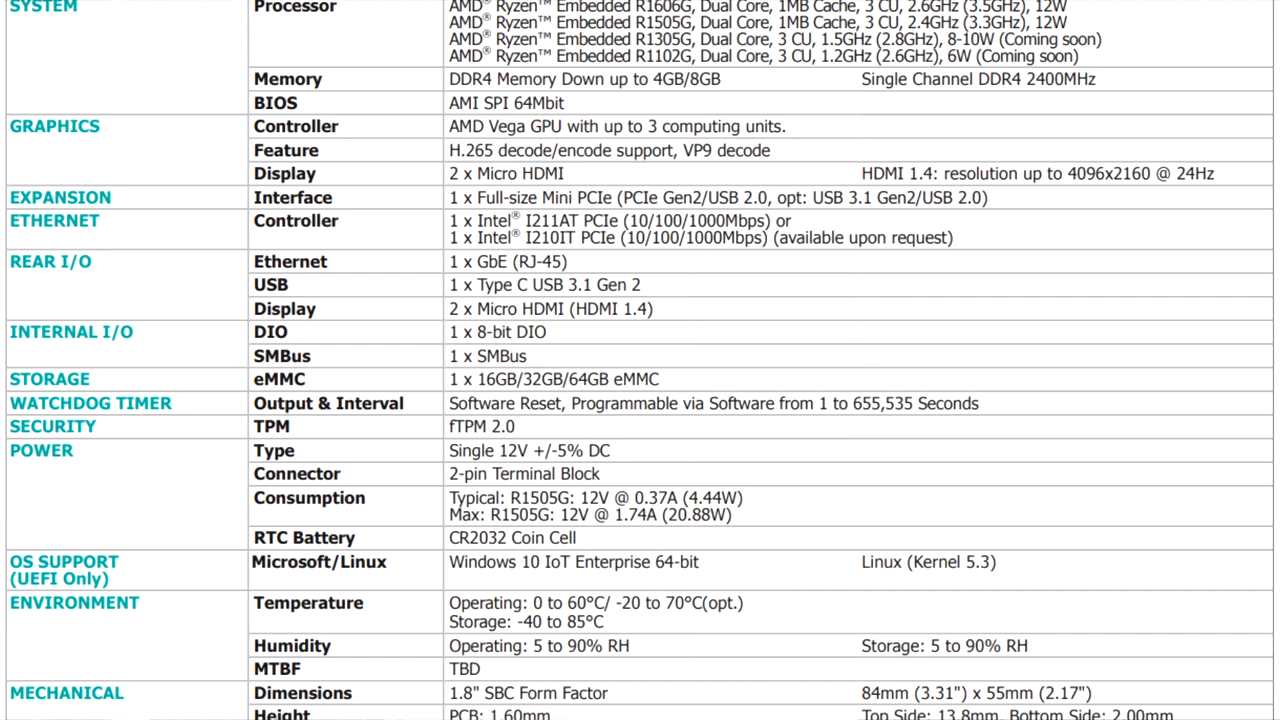 SYSTEM Processor AMD® Ryzen™ Embedded R1606G, Dual Core, 1MB Cache, 3 CU, 2.6GHz (3.5GHz), 12W
AMD® Ryzen™ Embedded R1505G, Dual Core, 1MB Cache, 3 CU, 2.4GHz (3.3GHz), 12W
AMD® Ryzen™ Embedded R1305G, Dual Core, 3 CU, 1.5GHz (2.8GHz), 8-10W (Coming soon)
AMD® Ryzen™ Embedded R1102G, Dual Core, 3 CU, 1.2GHz (2.6GHz), 6W (Coming soon)
Memory DDR4 Memory Down up to 4GB/8GB Single Channel DDR4 2400MHz
BIOS AMI SPI 64Mbit
GRAPHICS Controller AMD Vega GPU with up to 3 computing units.
Feature H.265 decode/encode support, VP9 decode
Display 2 x Micro HDMI HDMI 1.4: resolution up to 4096x2160 @ 24Hz
EXPANSION Interface 1 x Full-size Mini PCIe (PCIe Gen2/USB 2.0, opt: USB 3.1 Gen2/USB 2.0)
ETHERNET Controller 1 x Intel® I211AT PCIe (10/100/1000Mbps) or
1 x Intel® I210IT PCIe (10/100/1000Mbps) (available upon request)
REAR I/O Ethernet 1 x GbE (RJ-45)
USB 1 x Type C USB 3.1 Gen 2
Display 2 x Micro HDMI (HDMI 1.4)
INTERNAL I/O DIO 1 x 8-bit DIO
SMBus 1 x SMBus
STORAGE eMMC 1 x 16GB/32GB/64GB eMMC
WATCHDOG TIMER Output & Interval Software Reset, Programmable via Software from 1 to 655,535 Seconds
SECURITY TPM fTPM 2.0
POWER Type Single 12V +/-5% DC
Connector 2-pin Terminal Block
Consumption Typical: R1505G: 12V @ 0.37A (4.44W)
Max: R1505G: 12V @ 1.74A (20.88W)
RTC Battery CR2032 Coin Cell
OS SUPPORT Microsoft/Linux Windows 10 IoT Enterprise 64-bit Linux (Kernel 5.3)
(UEFI Only)
ENVIRONMENT Temperature Operating: 0 to 60°C/ -20 to 70°C(opt.)
Storage: -40 to 85°C
Humidity Operating: 5 to 90% RH Storage: 5 to 90% RH
MTBF TBD
MECHANICAL Dimensions 1.8" SBC Form Factor 84mm (3.31") x 55mm (2.17")
Height PCB: 1.60mm Top Side: 13.8mm, Bottom Side: 2.00mm